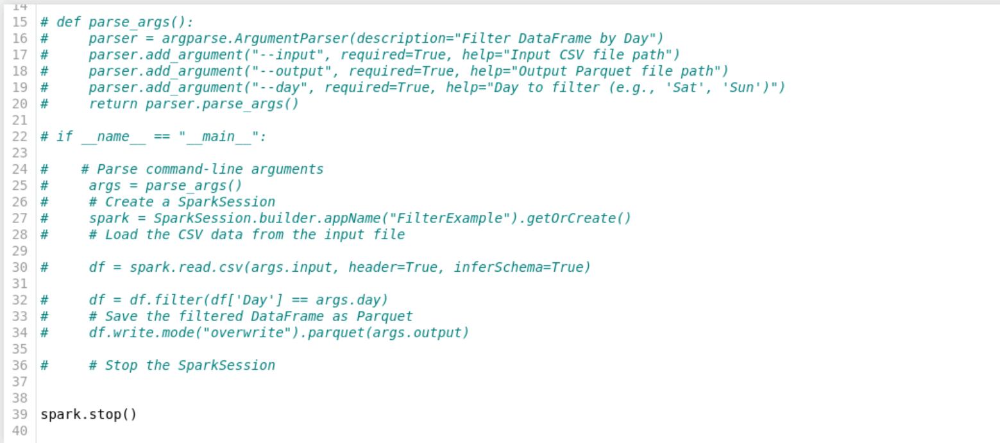 14
15 # def parse_args():
16 #     parser = argparse.ArgumentParser(description="Filter DataFrame by Day")
17 #     parser.add_argument("--input", required=True, help="Input CSV file path")
18 #     parser.add_argument("--output", required=True, help="Output Parquet file path")
19 #     parser.add_argument("--day", required=True, help="Day to filter (e.g., 'Sat', 'Sun')")
20 #     return parser.parse_args()
21
22 # if __name__ == "__main__":
23
24 #    # Parse command-line arguments
25 #     args = parse_args()
26 #     # Create a SparkSession
27 #     spark = SparkSession.builder.appName("FilterExample").getOrCreate()
28 #     # Load the CSV data from the input file
29
30 #     df = spark.read.csv(args.input, header=True, inferSchema=True)
31
32 #     df = df.filter(df['Day'] == args.day)
33 #     # Save the filtered DataFrame as Parquet
34 #     df.write.mode("overwrite").parquet(args.output)
35
36 #     # Stop the SparkSession
37
38
39 spark.stop()
40